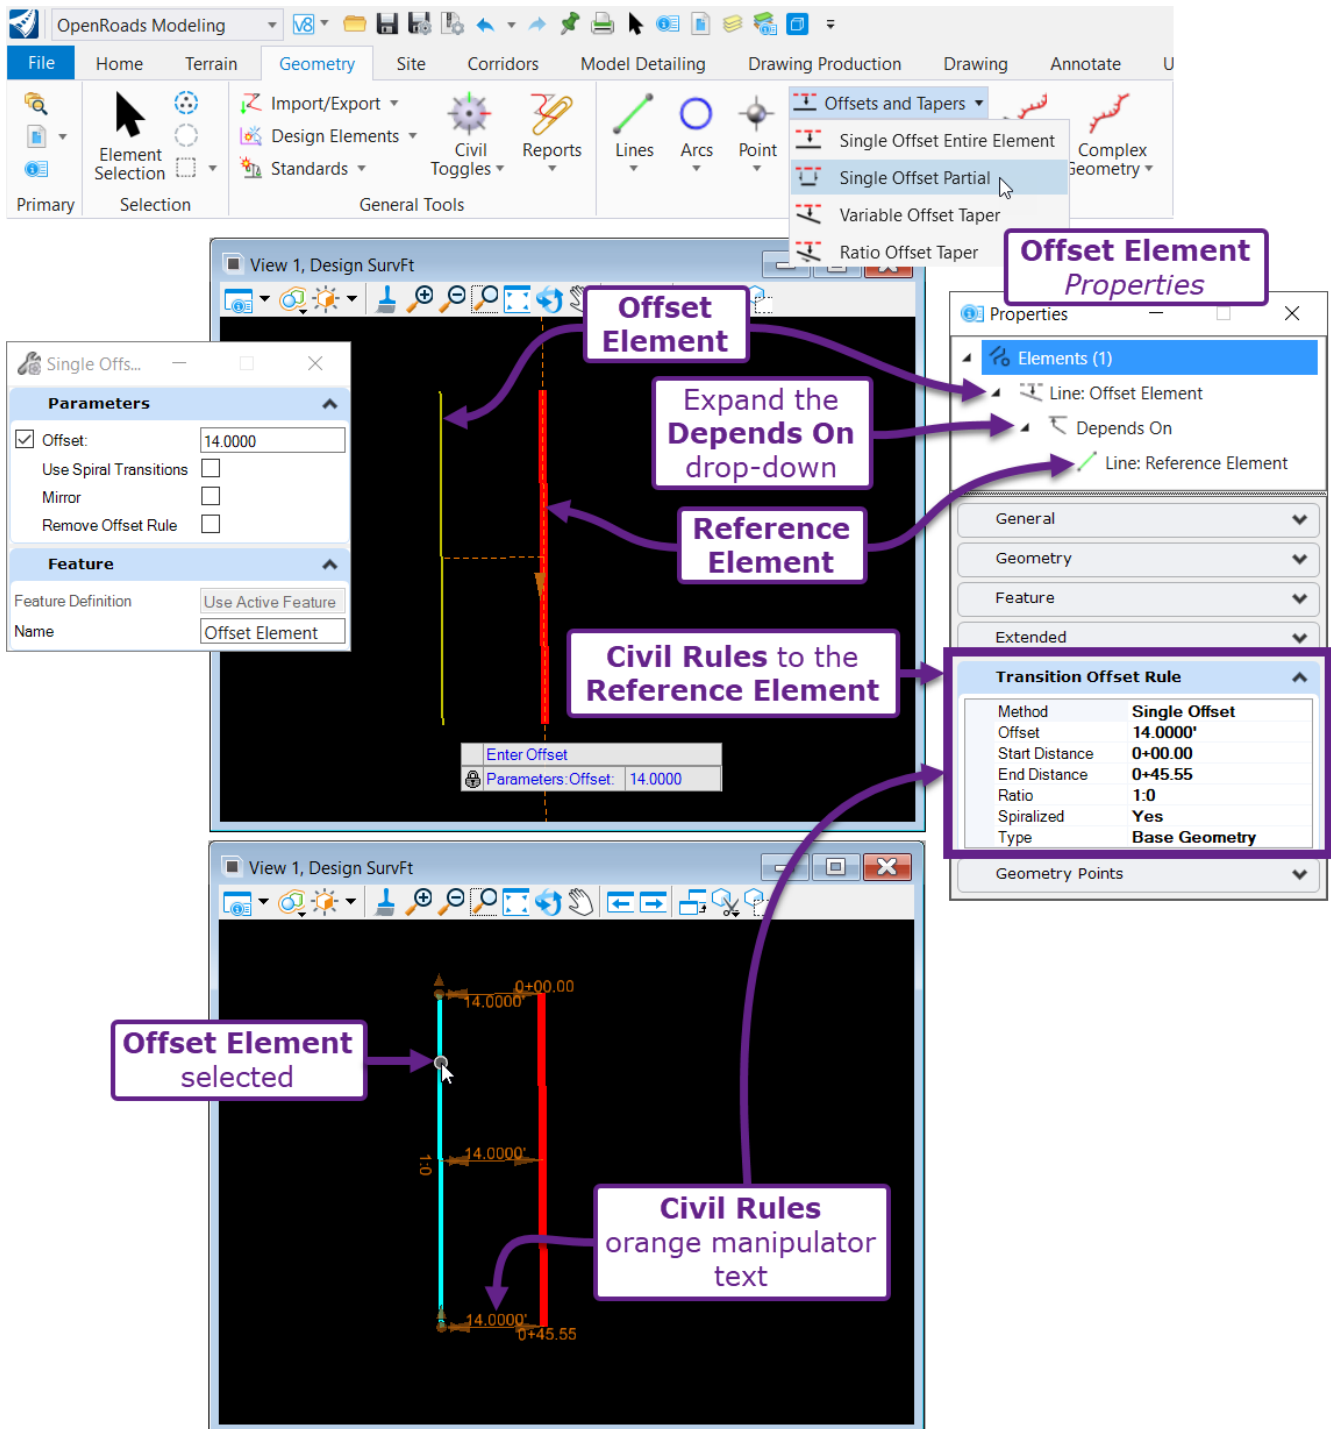 OpenRoads Modeling
V8
File
Home
Terrain
Geometry
Site
Corridors
Model Detailing
Drawing Production
Drawing
Annotate
Import/Export
Design Elements
Standards
Element
Selection
Civil
Toggles
Reports
Lines
Arcs
Point
Offsets and Tapers
Single Offset Entire Element
Single Offset Partial
Variable Offset Taper
Ratio Offset Taper
Complex
Geometry
Primary
Selection
General Tools
View 1, Design SurvFt
Offset
Element
Offset Element
Properties
Properties
Elements (1)
Line: Offset Element
Depends On
Line: Reference Element
Expand the
Depends On
drop-down
Reference
Element
Single Offs...
Parameters
Offset:
14.0000
Use Spiral Transitions
Mirror
Remove Offset Rule
Feature
Feature Definition
Use Active Feature
Name
Offset Element
General
Geometry
Feature
Extended
Civil Rules to the
Reference Element
Transition Offset Rule
Method Single Offset
Offset 14.0000'
Start Distance 0+00.00
End Distance 0+45.55
Ratio 1:0
Spiralized Yes
Type Base Geometry
Geometry Points
Enter Offset
Parameters:Offset: 14.0000
View 1, Design SurvFt
0+00.00
14.0000'
Offset Element
selected
14.0000'
1:0
Civil Rules
orange manipulator
text
14.0000'
0+45.55